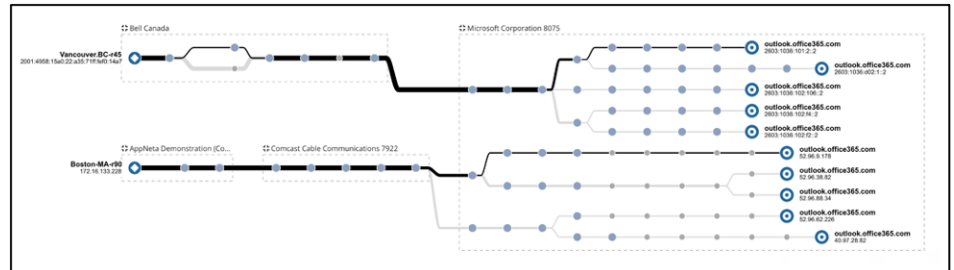 Bell Canada
Microsoft Corporation 8075
Vancouver.BC-r45
2001:4958:15a0:22:a35:71ff:fef0:14a7
outlook.office365.com
2603:1036:101:2::2
outlook.office365.com
2603:1036:d02:1::2
outlook.office365.com
2603:1036:102:106::2
outlook.office365.com
2603:1036:102:f4::2
outlook.office365.com
2603:1036:102:f2::2
AppNeta Demonstration (Co...
Comcast Cable Communications 7922
Boston-MA-r90
172.16.133.228
outlook.office365.com
52.96.8.178
outlook.office365.com
52.96.38.82
outlook.office365.com
52.96.88.34
outlook.office365.com
52.96.62.226
outlook.office365.com
40.97.28.82